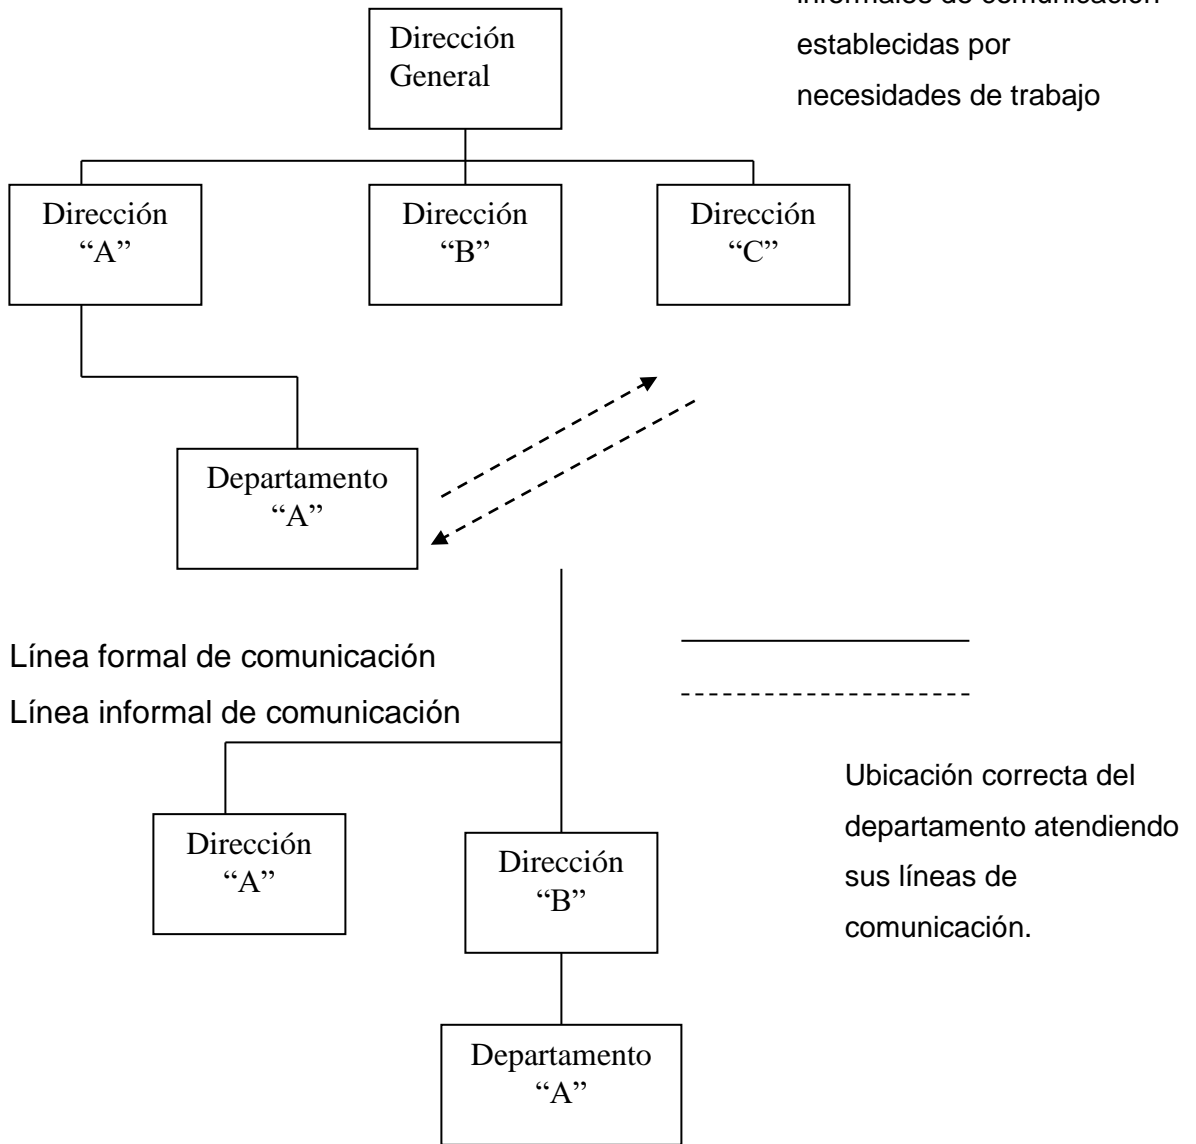 informales de comunicación
establecidas por
necesidades de trabajo
Dirección
General
Dirección
“A”
Dirección
“B”
Dirección
“C”
Departamento
“A”
Línea formal de comunicación
Línea informal de comunicación
Ubicación correcta del
departamento atendiendo
sus líneas de
comunicación.
Dirección
“A”
Dirección
“B”
Departamento
“A”